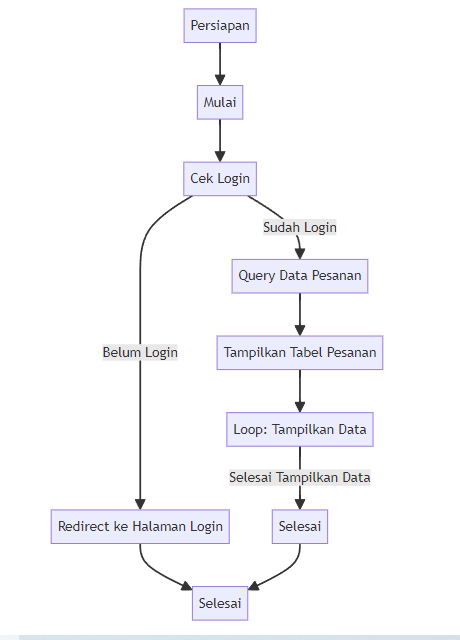 Persiapan
Mulai
Cek Login
Sudah Login
Query Data Pesanan
Belum Login
Tampilkan Tabel Pesanan
Loop: Tampilkan Data
Selesai Tampilkan Data
Redirect ke Halaman Login
Selesai
Selesai